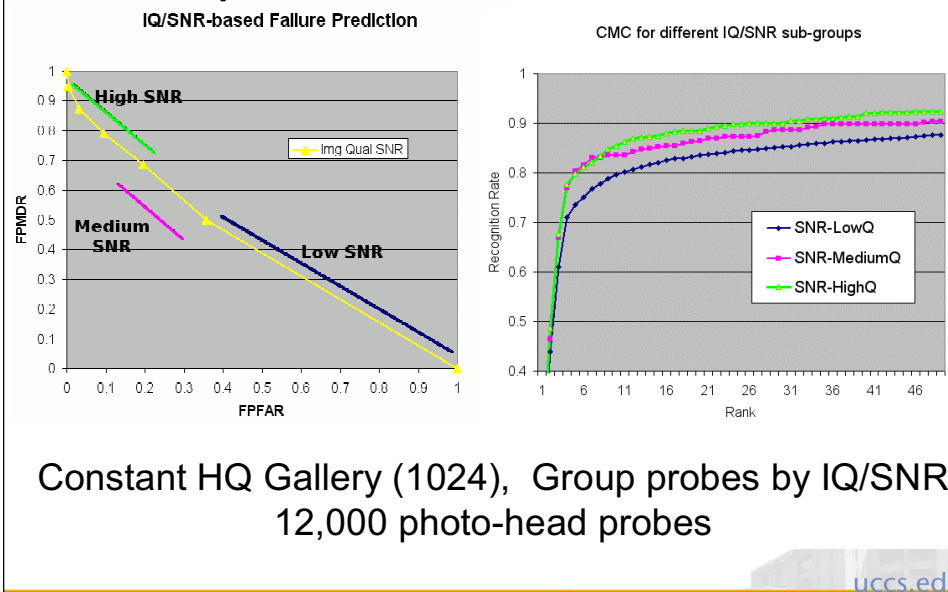 IQ/SNR-based Failure Prediction
1
0.9
0.8
0.7
0.6
0.5
0.4
0.3
0.2
0.1
0
FPMDR
High SNR
Medium
SNR
Low SNR
Img Qual SNR
0 0.1 0.2 0.3 0.4 0.5 0.6 0.7 0.8 0.9 1
FPFAR
CMC for different IQ/SNR sub-groups
1
0.9
0.8
0.7
0.6
0.5
0.4
Recognition Rate
SNR-LowQ
SNR-MediumQ
SNR-HighQ
1 6 11 16 21 26 31 36 41 46
Rank
Constant HQ Gallery (1024), Group probes by IQ/SNR
12,000 photo-head probes
uccs.ed